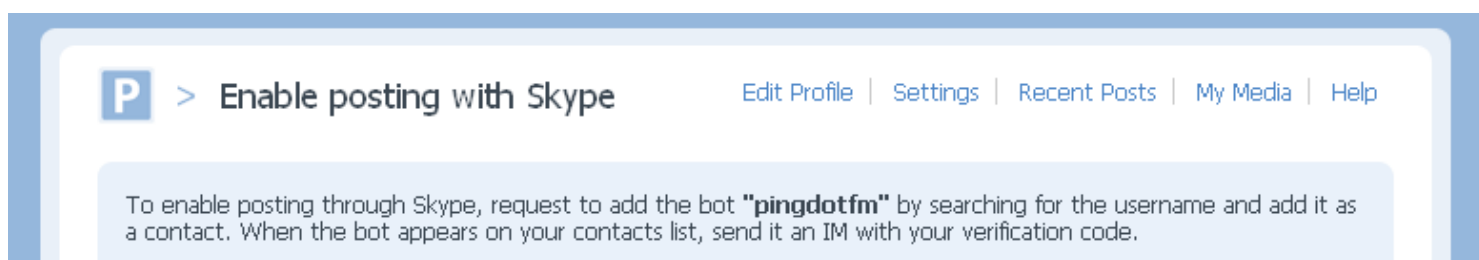 P > Enable posting with Skype Edit Profile | Settings | Recent Posts | My Media | Help
To enable posting through Skype, request to add the bot "pingdotfm" by searching for the username and add it as
a contact. When the bot appears on your contacts list, send it an IM with your verification code.